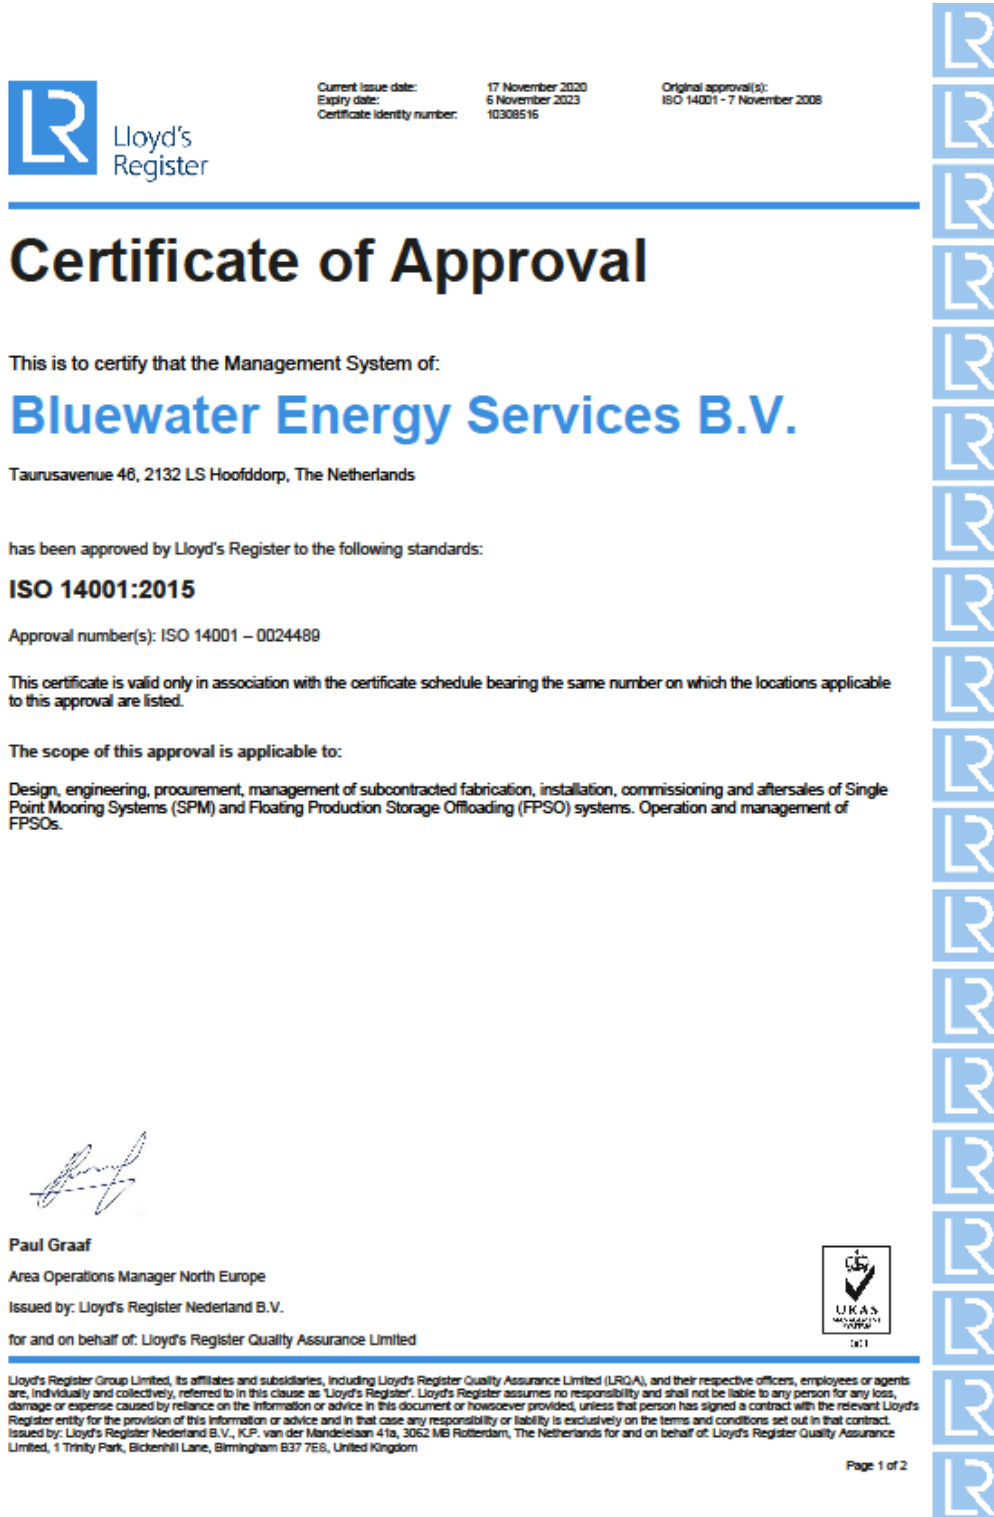 Lloyd's
Register
Current issue date: 17 November 2020
Expiry date: 6 November 2023
Certificate identity number: 10308516
Original approval(s):
ISO 14001 - 7 November 2008
Certificate of Approval
This is to certify that the Management System of:
Bluewater Energy Services B.V.
Taurusavenue 46, 2132 LS Hoofddorp, The Netherlands
has been approved by Lloyd's Register to the following standards:
ISO 14001:2015
Approval number(s): ISO 14001 – 0024489
This certificate is valid only in association with the certificate schedule bearing the same number on which the locations applicable
to this approval are listed.
The scope of this approval is applicable to:
Design, engineering, procurement, management of subcontracted fabrication, installation, commissioning and aftersales of Single
Point Mooring Systems (SPM) and Floating Production Storage Offloading (FPSO) systems. Operation and management of
FPSOs.
Paul Graaf
Area Operations Manager North Europe
Issued by: Lloyd's Register Nederland B.V.
for and on behalf of: Lloyd's Register Quality Assurance Limited
UKAS
MANAGEMENT
SYSTEMS
001
Lloyd's Register Group Limited, its affiliates and subsidiaries, including Lloyd's Register Quality Assurance Limited (LRQA), and their respective officers, employees or agents
are, individually and collectively, referred to in this clause as 'Lloyd's Register'. Lloyd's Register assumes no responsibility and shall not be liable to any person for any loss,
damage or expense caused by reliance on the information or advice in this document or howsoever provided, unless that person has signed a contract with the relevant Lloyd's
Register entity for the provision of this information or advice and in that case any responsibility or liability is exclusively on the terms and conditions set out in that contract.
Issued by: Lloyd's Register Nederland B.V., K.P. van der Mandelelaan 41a, 3062 MB Rotterdam, The Netherlands for and on behalf of: Lloyd's Register Quality Assurance
Limited, 1 Trinity Park, Bickenhill Lane, Birmingham B37 7ES, United Kingdom
Page 1 of 2